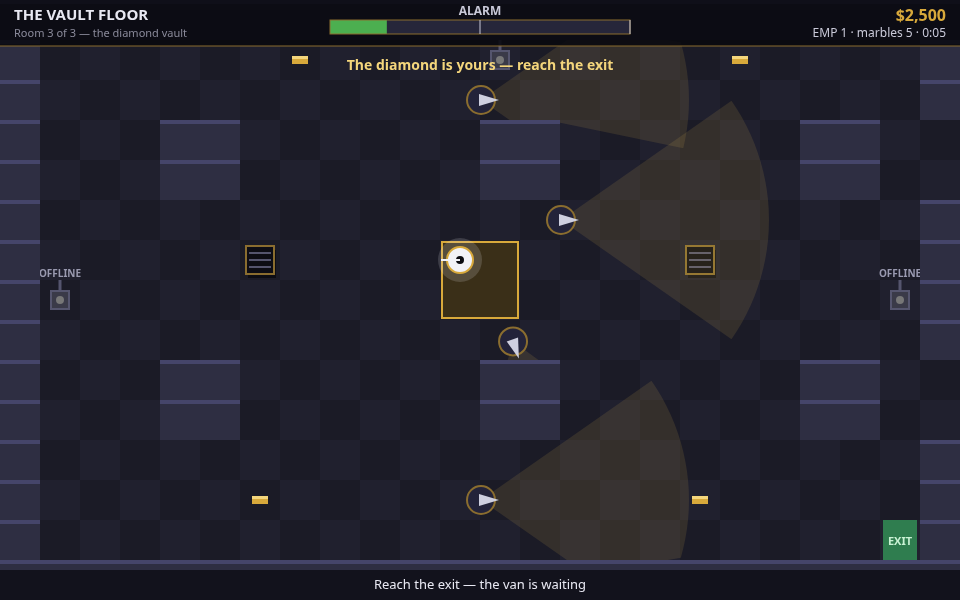 THE VAULT FLOOR
Room 3 of 3 — the diamond vault
ALARM
$2,500
EMP 1 · marbles 5 · 0:05
The diamond is yours — reach the exit
OFFLINE
OFFLINE
EXIT
Reach the exit — the van is waiting